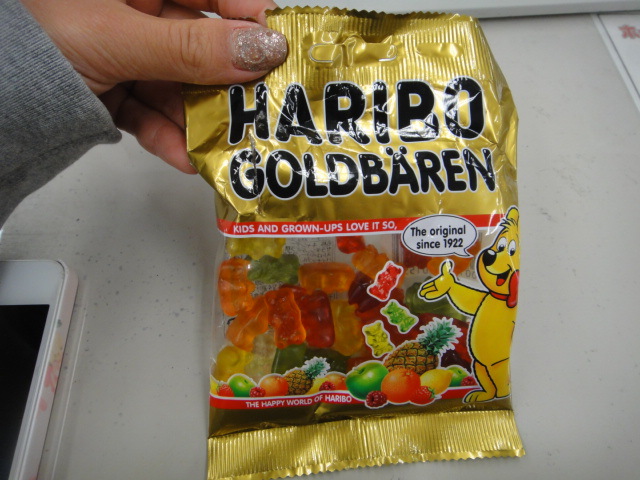 HARIBO
GOLDBÄREN
KIDS AND GROWN-UPS LOVE IT SO,
The original
since 1922
THE HAPPY WORLD OF HARIBO